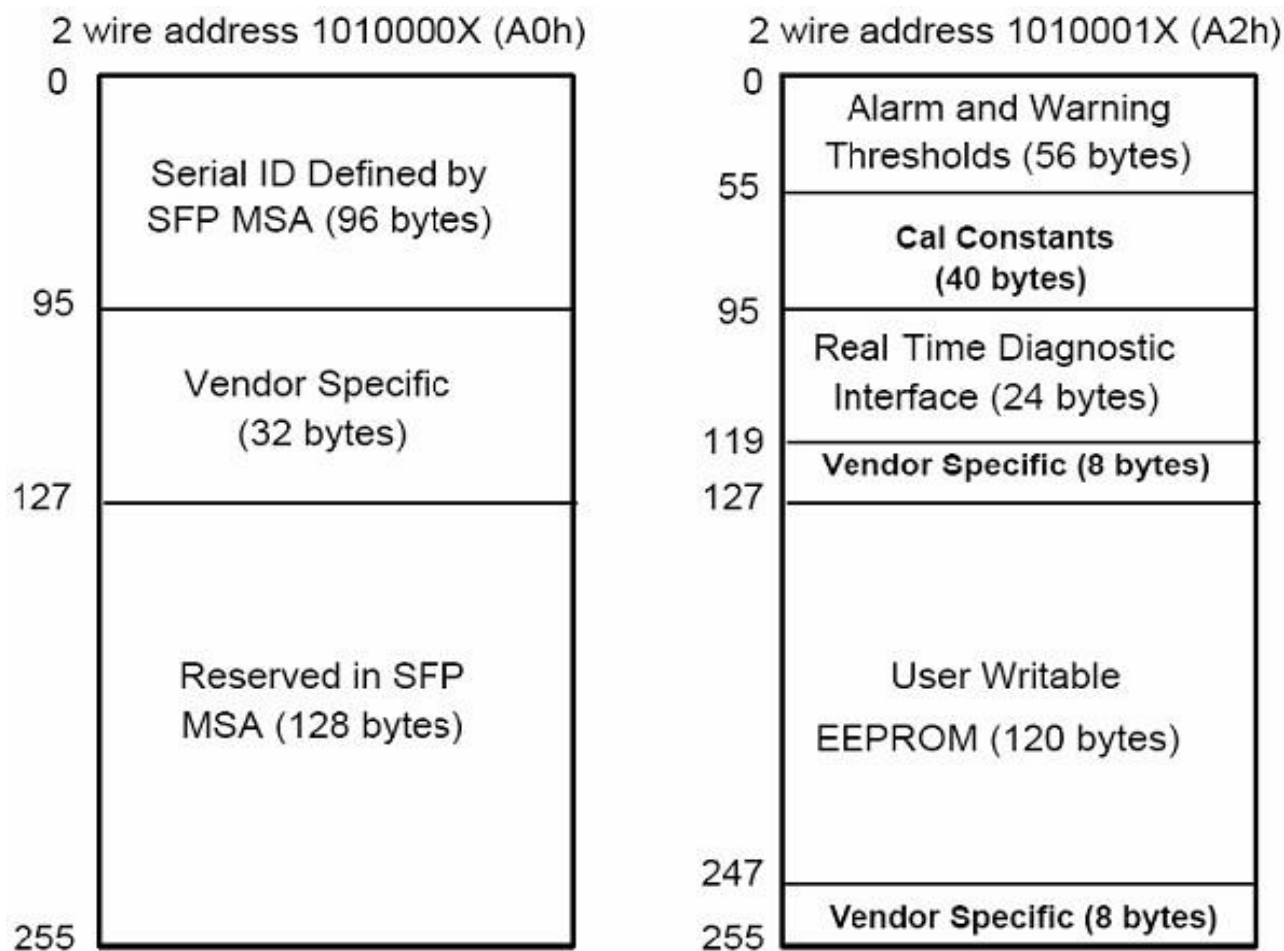 2 wire address 1010000X (A0h)
0
Serial ID Defined by
SFP MSA (96 bytes)
95
Vendor Specific
(32 bytes)
127
Reserved in SFP
MSA (128 bytes)
255
2 wire address 1010001X (A2h)
0
Alarm and Warning
Thresholds (56 bytes)
55
Cal Constants
(40 bytes)
95
Real Time Diagnostic
Interface (24 bytes)
119
Vendor Specific (8 bytes)
127
User Writable
EEPROM (120 bytes)
247
Vendor Specific (8 bytes)
255